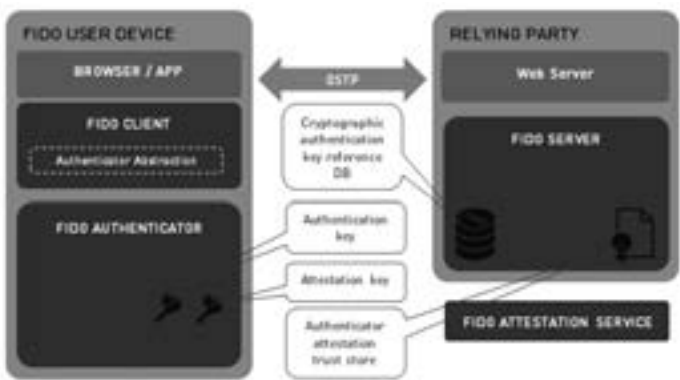 FIDO USER DEVICE
BROWSER / APP
FIDO CLIENT
Authenticator Abstraction
FIDO AUTHENTICATOR
OSTP
Cryptographic
authentication
key reference
DB
Authentication
key
Attestation key
Authenticator
attestation
trust store
RELYING PARTY
Web Server
FIDO SERVER
FIDO ATTESTATION SERVICE